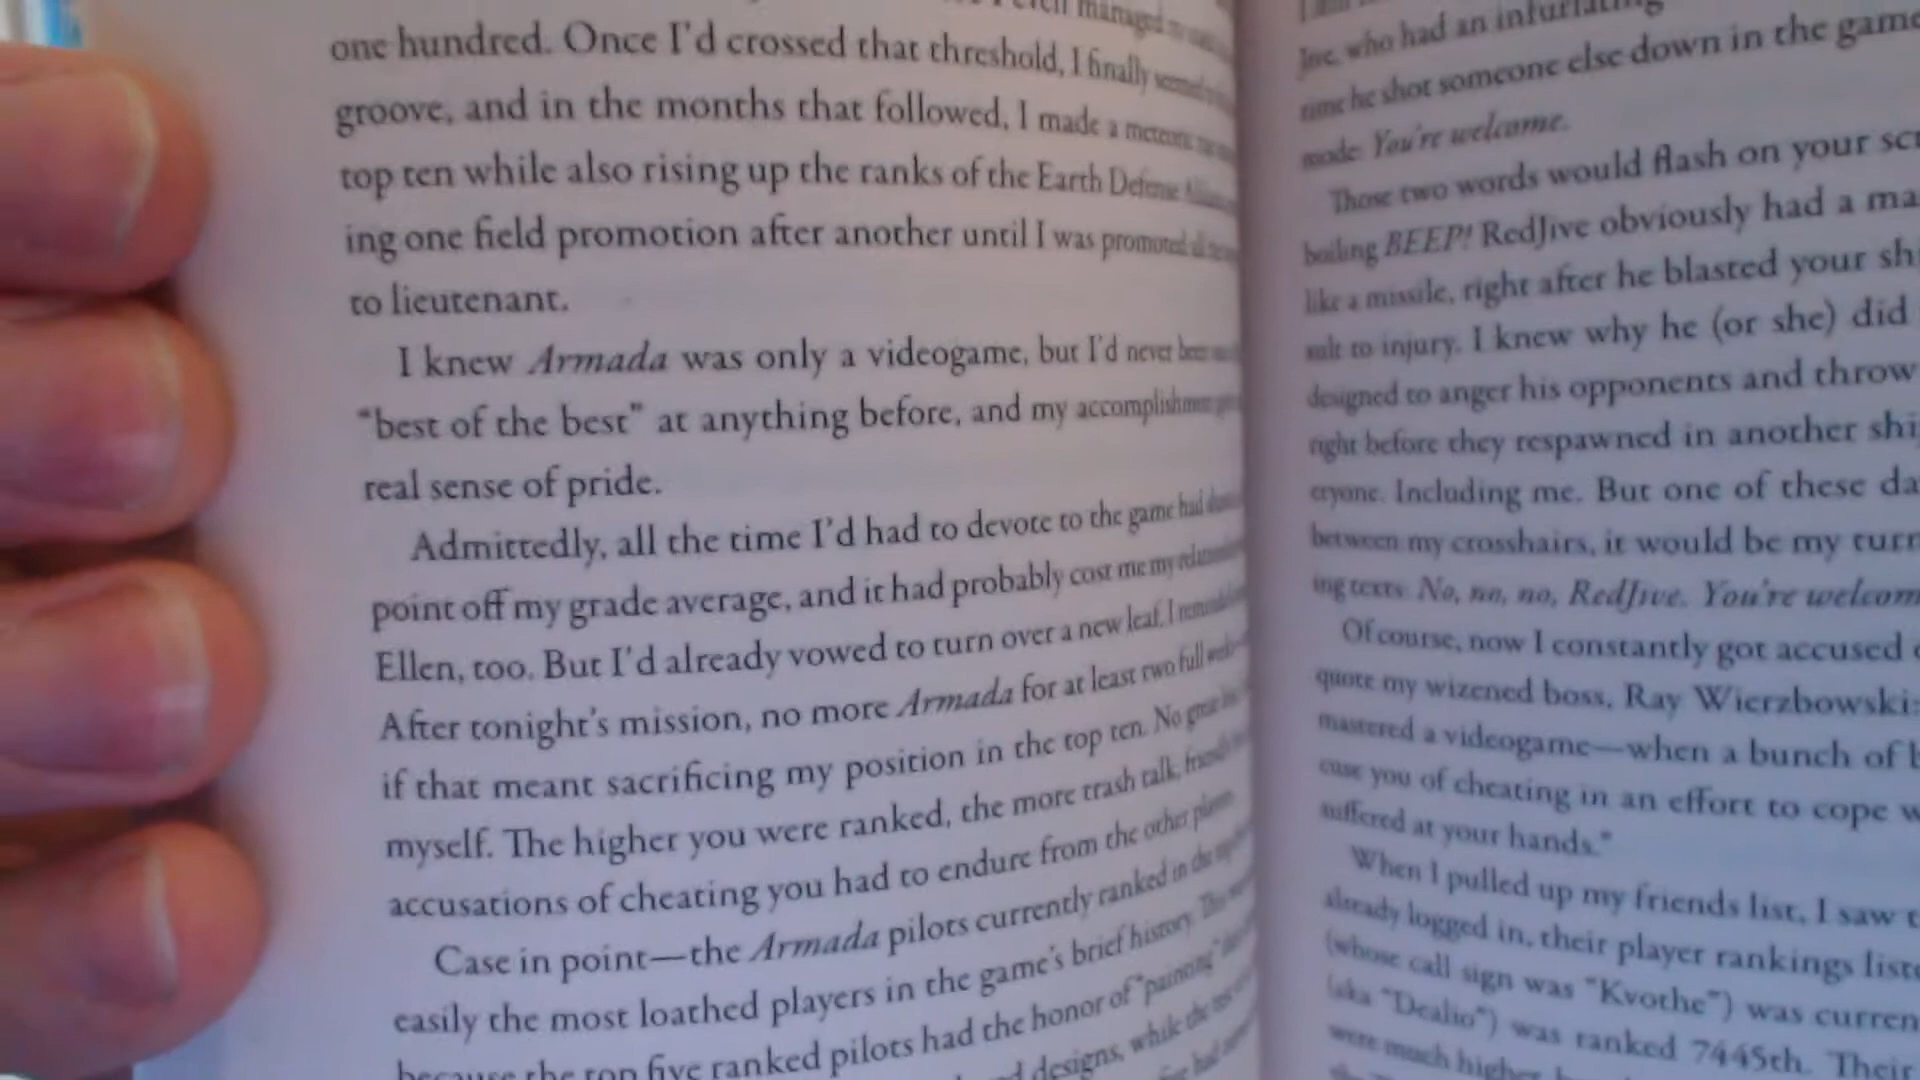 one hundred. Once I'd crossed that threshold, I finally
groove, and in the months that followed, I made a
top ten while also rising up the ranks of the Earth Defense
ing one field promotion after another until I was promoted
to lieutenant.
I knew Armada was only a videogame, but I'd never been
"best of the best" at anything before, and my
real sense of pride.
Admittedly, all the time I'd had to devote to the game had
point off my grade average, and it had probably cost me my
Ellen, too. But I'd already vowed to turn over a new leaf, I
After tonight's mission, no more Armada for at least two full
if that meant sacrificing my position in the top ten. No
myself. The higher you were ranked, the more trash talk,
accusations of cheating you had to endure from the other
Case in point—the Armada pilots currently ranked in the
easily the most loathed players in the game's brief history.
because the top five ranked pilots had the honor of "painting"
designs, while the
Jive, who had an
time he shot someone else down in the
mode: You're welcome.
Those two words would flash on your
boiling BEEP! RedJive obviously had a
like a missile, right after he blasted your
sult to injury. I knew why he (or she) did
designed to anger his opponents and throw
right before they respawned in another
eryone. Including me. But one of these
between my crosshairs, it would be my
ing texts: No, no, no, RedJive. You're
Of course, now I constantly got accused
quote my wizened boss, Ray Wierzbowski:
mastered a videogame—when a bunch of
cuse you of cheating in an effort to cope
suffered at your hands."
When I pulled up my friends list, I saw
already logged in, their player rankings
(whose call sign was "Kvothe") was
(aka "Dealio") was ranked 7445th. Their
were much higher,